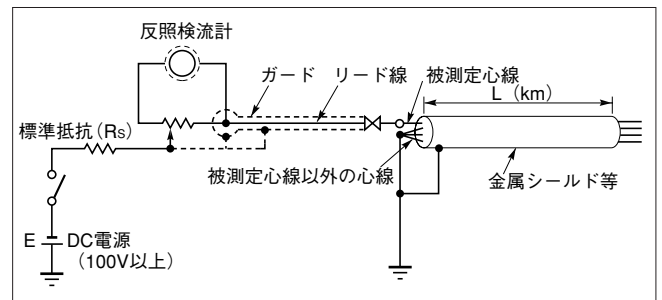 反照検流計
ガード
リード線
被測定心線
L（km）
標準抵抗（RS）
被測定心線以外の心線
金属シールド等
E
DC電源
（100V以上）